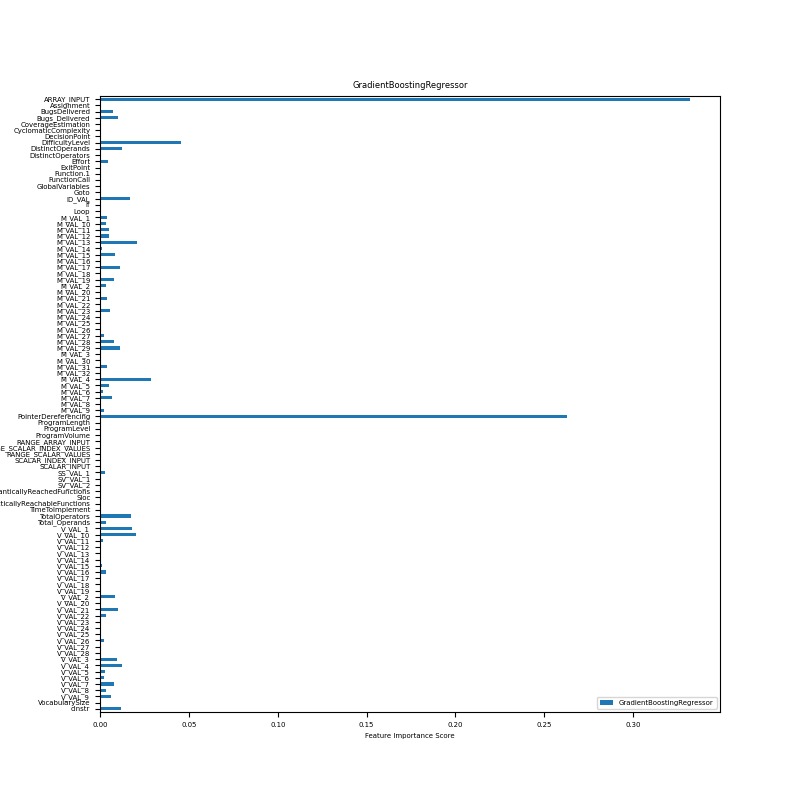 GradientBoostingRegressor
ARRAY_INPUT
Assignment
BugsDelivered
Bugs_Delivered
CoverageEstimation
CyclomaticComplexity
DecisionPoint
DifficultyLevel
DistinctOperands
DistinctOperators
Effort
ExitPoint
Function.1
FunctionCall
GlobalVariables
Goto
ID_VAL
If
Loop
M_VAL_1
M_VAL_10
M_VAL_11
M_VAL_12
M_VAL_13
M_VAL_14
M_VAL_15
M_VAL_16
M_VAL_17
M_VAL_18
M_VAL_19
M_VAL_2
M_VAL_20
M_VAL_21
M_VAL_22
M_VAL_23
M_VAL_24
M_VAL_25
M_VAL_26
M_VAL_27
M_VAL_28
M_VAL_29
M_VAL_3
M_VAL_30
M_VAL_31
M_VAL_32
M_VAL_4
M_VAL_5
M_VAL_6
M_VAL_7
M_VAL_8
M_VAL_9
PointerDereferencing
ProgramLength
ProgramLevel
ProgramVolume
RANGE_ARRAY_INPUT
E_SCALAR_INDEX_VALUES
RANGE_SCALAR_VALUES
SCALAR_INDEX_INPUT
SCALAR_INPUT
SS_VAL_1
SV_VAL_1
SV_VAL_2
anticallyReachedFunctions
Sloc
ticallyReachableFunctions
TimeToImplement
TotalOperators
Total_Operands
V_VAL_1
V_VAL_10
V_VAL_11
V_VAL_12
V_VAL_13
V_VAL_14
V_VAL_15
V_VAL_16
V_VAL_17
V_VAL_18
V_VAL_19
V_VAL_2
V_VAL_20
V_VAL_21
V_VAL_22
V_VAL_23
V_VAL_24
V_VAL_25
V_VAL_26
V_VAL_27
V_VAL_28
V_VAL_3
V_VAL_4
V_VAL_5
V_VAL_6
V_VAL_7
V_VAL_8
V_VAL_9
VocabularySize
cInstr
GradientBoostingRegressor
0.00 0.05 0.10 0.15 0.20 0.25 0.30
Feature Importance Score